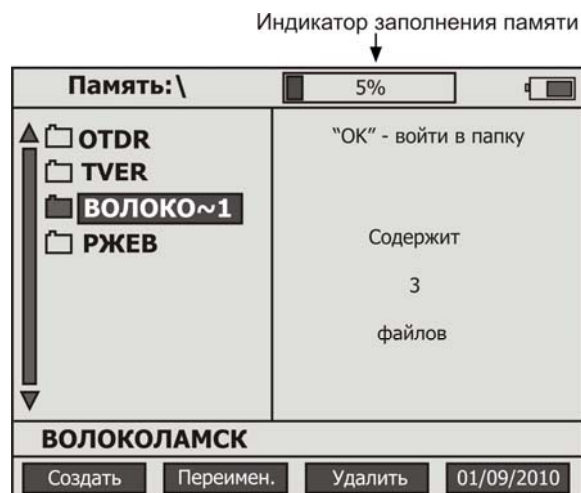 Индикатор заполнения памяти
Память:\
5%
OTDR
TVER
ВОЛОКО~1
РЖЕВ
"OK" - войти в папку
Содержит
3
файлов
ВОЛОКОЛАМСК
Создать
Переимен.
Удалить
01/09/2010